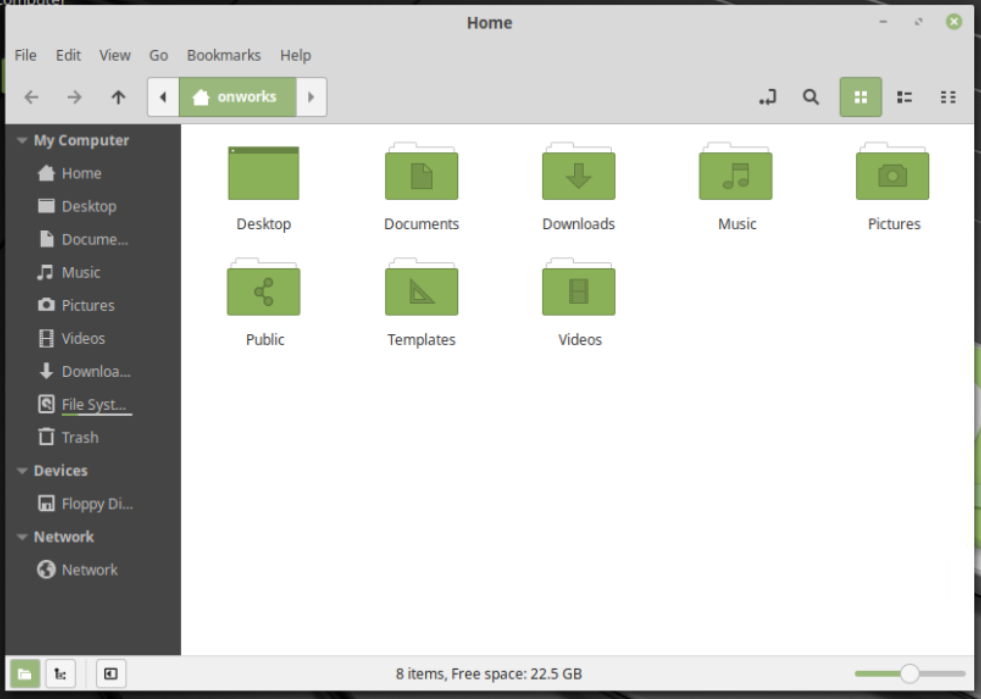 Home
File Edit View Go Bookmarks Help
onworks
My Computer
Home
Desktop
Docume...
Music
Pictures
Videos
Downloa...
File Syst...
Trash
Devices
Floppy Di...
Network
Network
Desktop Documents Downloads Music Pictures
Public Templates Videos
8 items, Free space: 22.5 GB